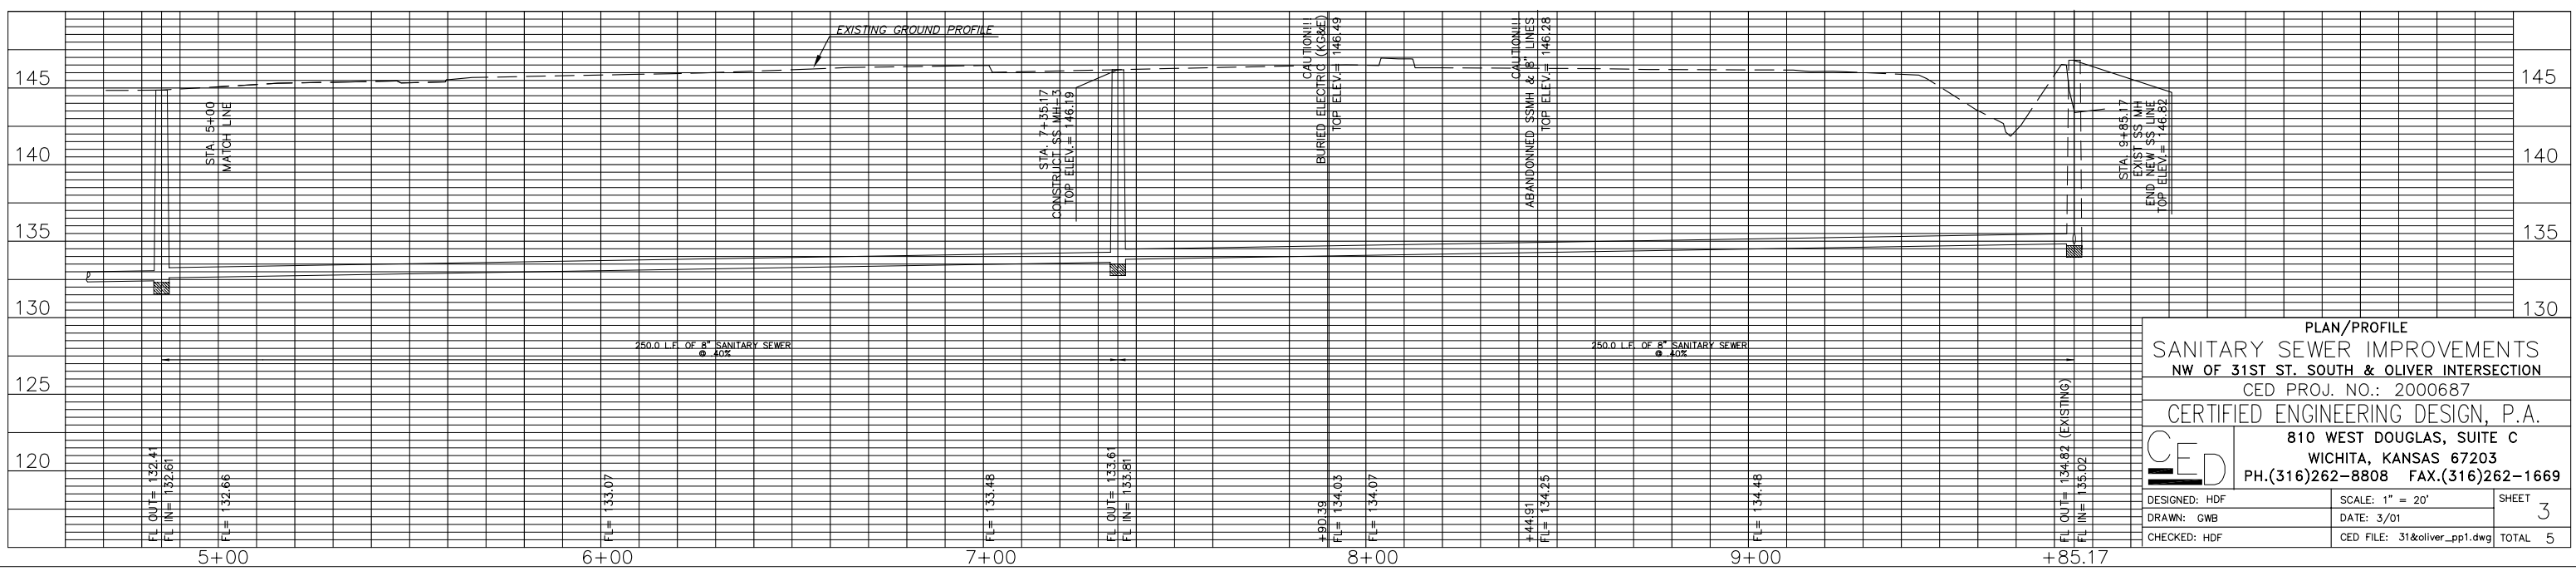 EXISTING GROUND PROFILE
145
140
135
130
125
120
STA. 5+00
MATCH LINE
STA. 7+35.17
CONSTRUCT SS MH-3
TOP ELEV.= 146.19
CAUTION!!!
BURIED ELECTRIC (KG&E)
TOP ELEV.= 146.49
CAUTION!!!
ABANDONNED SSMH & 8" LINES
TOP ELEV.= 146.28
STA. 9+85.17
EXIST SS MH
END NEW SS LINE
TOP ELEV.= 146.82
145
140
135
130
250.0 L.F. OF 8" SANITARY SEWER
@ .40%
250.0 L.F. OF 8" SANITARY SEWER
@ .40%
FL OUT= 132.41
FL IN= 132.61
FL= 132.66
FL= 133.07
FL= 133.48
FL OUT= 133.61
FL IN= 133.81
+90.39
FL= 134.03
FL= 134.07
+44.91
FL= 134.25
FL= 134.48
FL OUT= 134.82 (EXISTING)
FL IN= 135.02
5+00
6+00
7+00
8+00
9+00
+85.17
PLAN/PROFILE
SANITARY SEWER IMPROVEMENTS
NW OF 31ST ST. SOUTH & OLIVER INTERSECTION
CED PROJ. NO.: 2000687
CERTIFIED ENGINEERING DESIGN, P.A.
CED
810 WEST DOUGLAS, SUITE C
WICHITA, KANSAS 67203
PH.(316)262-8808 FAX.(316)262-1669
DESIGNED: HDF
SCALE: 1" = 20'
SHEET 3
DRAWN: GWB
DATE: 3/01
CHECKED: HDF
CED FILE: 31&oliver_pp1.dwg
TOTAL 5